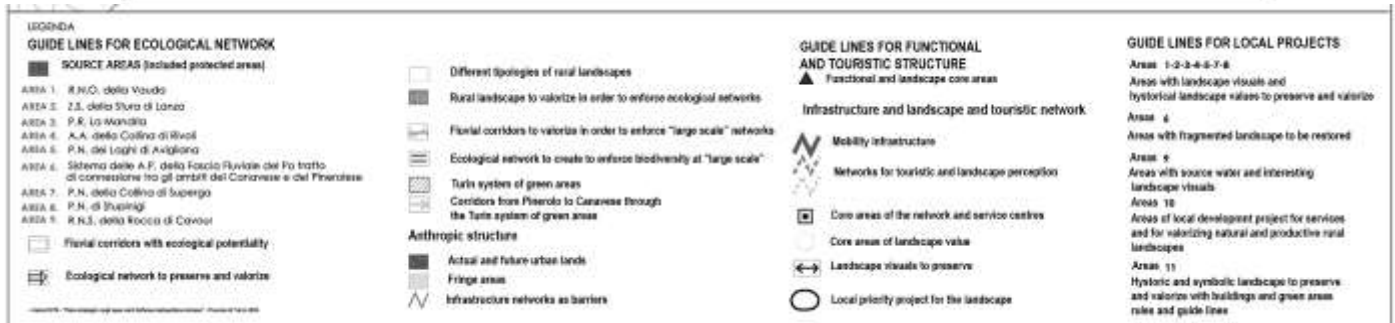 LEGENDA
GUIDE LINES FOR ECOLOGICAL NETWORK
SOURCE AREAS (included protected areas)
AREA 1. R.N.O. della Vauda
AREA 2. Z.S. della Stura di Lanzo
AREA 3. P.R. La Mandria
AREA 4. A.A. della Collina di Rivoli
AREA 5. P.N. dei Laghi di Avigliana
AREA 6. Sistema delle A.P. della Fascia Fluviale del Po tratto
di connessione tra gli ambiti del Canavese e del Pinerolese
AREA 7. P.N. della Collina di Superga
AREA 8. P.N. di Stupinigi
AREA 9. R.N.S. della Rocca di Cavour
Fluvial corridors with ecological potentiality
Ecological network to preserve and valorize
Different tipologies of rural landscapes
Rural landscape to valorize in order to enforce ecological networks
Fluvial corridors to valorize in order to enforce "large scale" networks
Ecological network to create to enforce biodiversity at "large scale"
Turin system of green areas
Corridors from Pinerolo to Canavese through
the Turin system of green areas
Anthropic structure
Actual and future urban lands
Fringe areas
Infrastructure networks as barriers
GUIDE LINES FOR FUNCTIONAL
AND TOURISTIC STRUCTURE
Functional and landscape core areas
Infrastructure and landscape and touristic network
Mobility infrastructure
Networks for touristic and landscape perception
Core areas of the network and service centres
Core areas of landscape value
Landscape visuals to preserve
Local priority project for the landscape
GUIDE LINES FOR LOCAL PROJECTS
Areas 1-2-3-4-5-7-8
Areas with landscape visuals and
hystorical landscape values to preserve and valorize
Areas 6
Areas with fragmented landscape to be restored
Areas 9
Areas with source water and interesting
landscape visuals
Areas 10
Areas of local development project for services
and for valorizing natural and productive rural
landscapes
Areas 11
Hystoric and symbolic landscape to preserve
and valorize with buildings and green areas
rules and guide lines